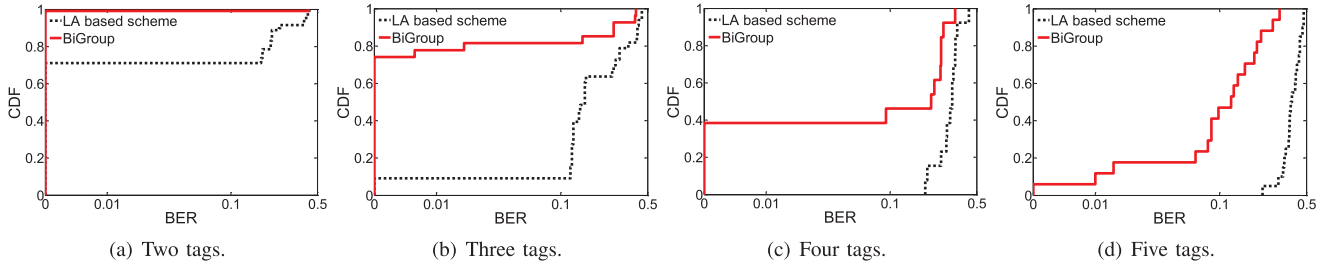 1
0.8
0.6
0.4
0.2
0
CDF
LA based scheme
BiGroup
0
0.01
0.1
0.5
BER
(a) Two tags.
1
0.8
0.6
0.4
0.2
0
CDF
LA based scheme
BiGroup
0
0.01
0.1
0.5
BER
(b) Three tags.
1
0.8
0.6
0.4
0.2
0
CDF
LA based scheme
BiGroup
0
0.01
0.1
0.5
BER
(c) Four tags.
1
0.8
0.6
0.4
0.2
0
CDF
LA based scheme
BiGroup
0
0.01
0.1
0.5
BER
(d) Five tags.